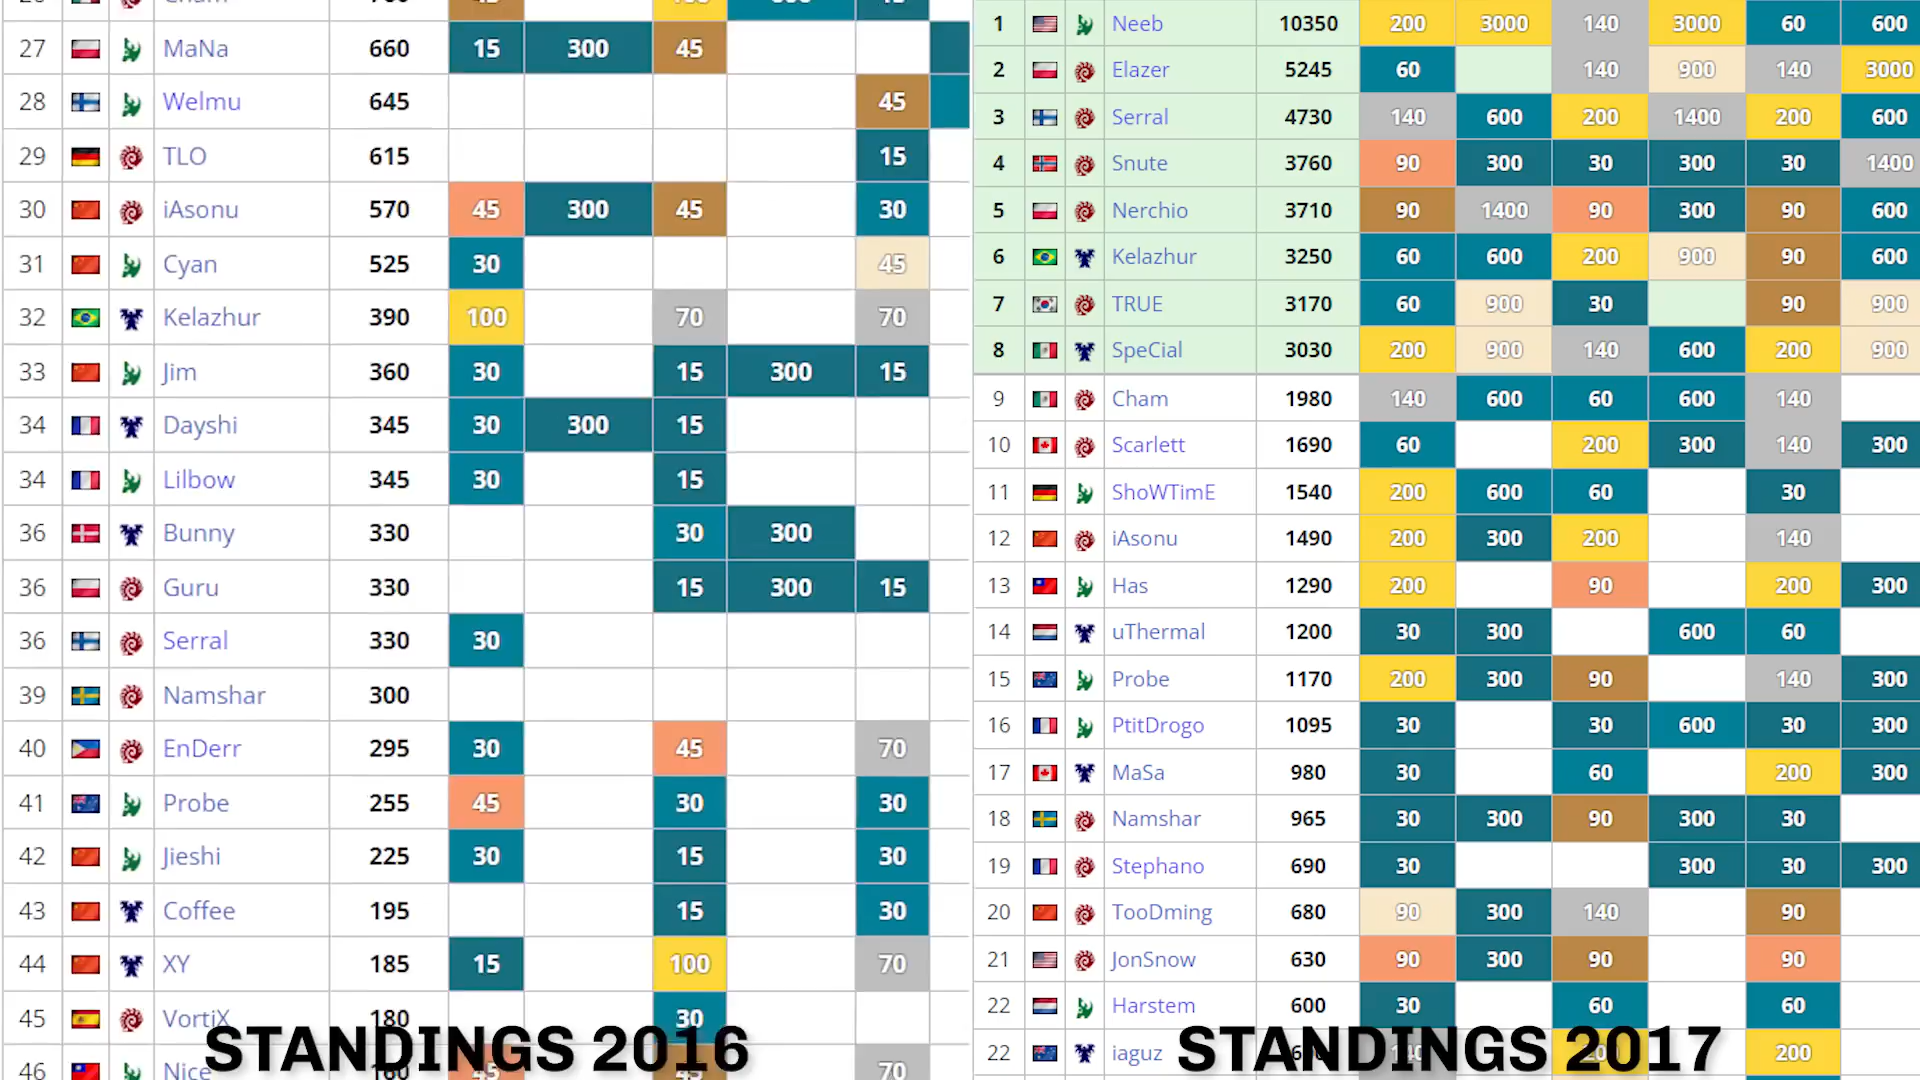 27 MaNa 660 15 300 45
28 Welmu 645 45
29 TLO 615 15
30 iAsonu 570 45 300 45 30
31 Cyan 525 30 45
32 Kelazhur 390 100 70 70
33 Jim 360 30 15 300 15
34 Dayshi 345 30 300 15
34 Lilbow 345 30 15
36 Bunny 330 30 300
36 Guru 330 15 300 15
36 Serral 330 30
39 Namshar 300
40 EnDerr 295 30 45 70
41 Probe 255 45 30 30
42 Jieshi 225 30 15 30
43 Coffee 195 15 30
44 XY 185 15 100 70
45 VortiX 180 30
46 Nice 180 45 45 70
STANDINGS 2016
1 Neeb 10350 200 3000 140 3000 60 600
2 Elazer 5245 60 140 900 140 3000
3 Serral 4730 140 600 200 1400 200 600
4 Snute 3760 90 300 30 300 30 1400
5 Nerchio 3710 90 1400 90 300 90 600
6 Kelazhur 3250 60 600 200 900 90 600
7 TRUE 3170 60 900 30 90 900
8 SpeCial 3030 200 900 140 600 200 900
9 Cham 1980 140 600 60 600 140
10 Scarlett 1690 60 200 300 140 300
11 ShoWTimE 1540 200 600 60 30
12 iAsonu 1490 200 300 200 140
13 Has 1290 200 90 200 300
14 uThermal 1200 30 300 600 60
15 Probe 1170 200 300 90 140 300
16 PtitDrogo 1095 30 30 600 30 300
17 MaSa 980 30 60 200 300
18 Namshar 965 30 300 90 300 30
19 Stephano 690 30 300 30 300
20 TooDming 680 90 300 140 90
21 JonSnow 630 90 300 90 90
22 Harstem 600 30 60 60
22 iaguz 200
STANDINGS 2017